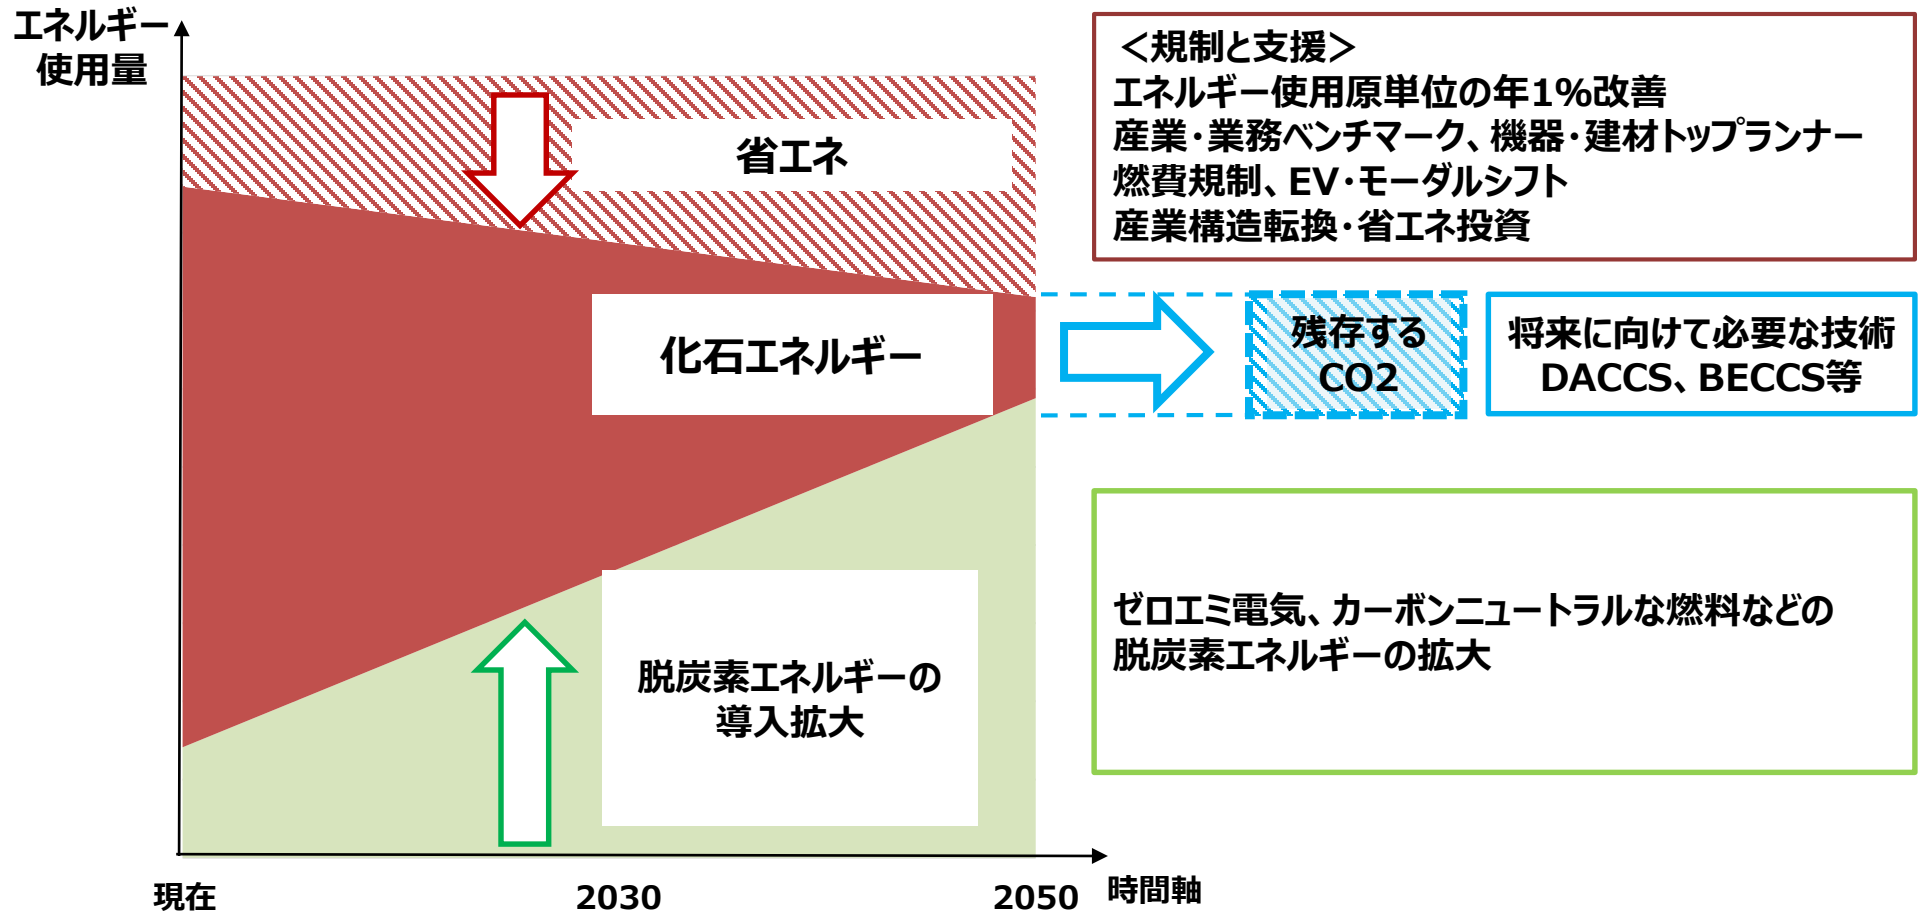 エネルギー
使用量
省エネ
化石エネルギー
脱炭素エネルギーの
導入拡大
現在
2030
2050
時間軸
＜規制と支援＞
エネルギー使用原単位の年1%改善
産業・業務ベンチマーク、機器・建材トップランナー
燃費規制、EV・モーダルシフト
産業構造転換・省エネ投資
残存する
CO2
将来に向けて必要な技術
DACCS、BECCS等
ゼロエミ電気、カーボンニュートラルな燃料などの
脱炭素エネルギーの拡大